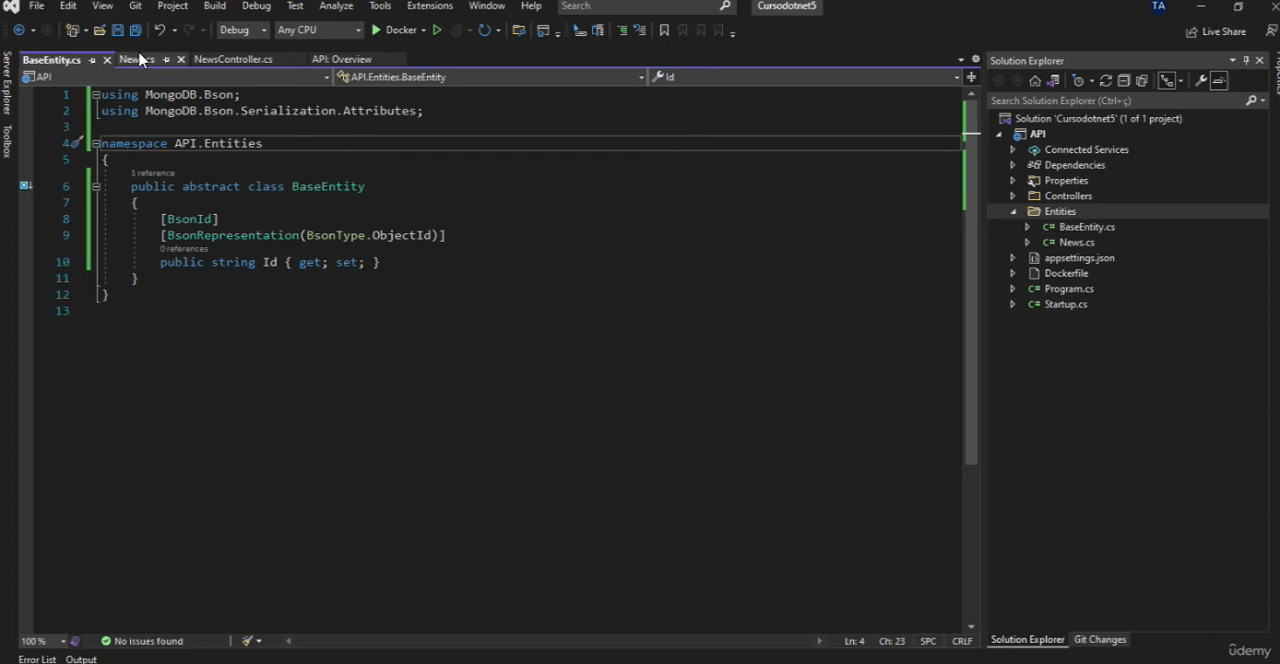 File Edit View Git Project Build Debug Test Analyze Tools Extensions Window Help Search Cursodotnet5 TA
Debug Any CPU Docker Live Share
BaseEntity.cs NewsController.cs API: Overview
API API.Entities.BaseEntity Id
Server Explorer
Toolbox
1 using MongoDB.Bson;
2 using MongoDB.Bson.Serialization.Attributes;
3
4 namespace API.Entities
5 {
1 reference
6 public abstract class BaseEntity
7 {
8 [BsonId]
9 [BsonRepresentation(BsonType.ObjectId)]
0 references
10 public string Id { get; set; }
11 }
12 }
13
100 % No issues found Ln: 4 Ch: 23 SPC CRLF
Error List Output
Solution Explorer
Search Solution Explorer (Ctrl+ç)
Solution 'Cursodotnet5' (1 of 1 project)
API
Connected Services
Dependencies
Properties
Controllers
Entities
C# BaseEntity.cs
C# News.cs
appsettings.json
Dockerfile
C# Program.cs
C# Startup.cs
Solution Explorer Git Changes
ûdemy